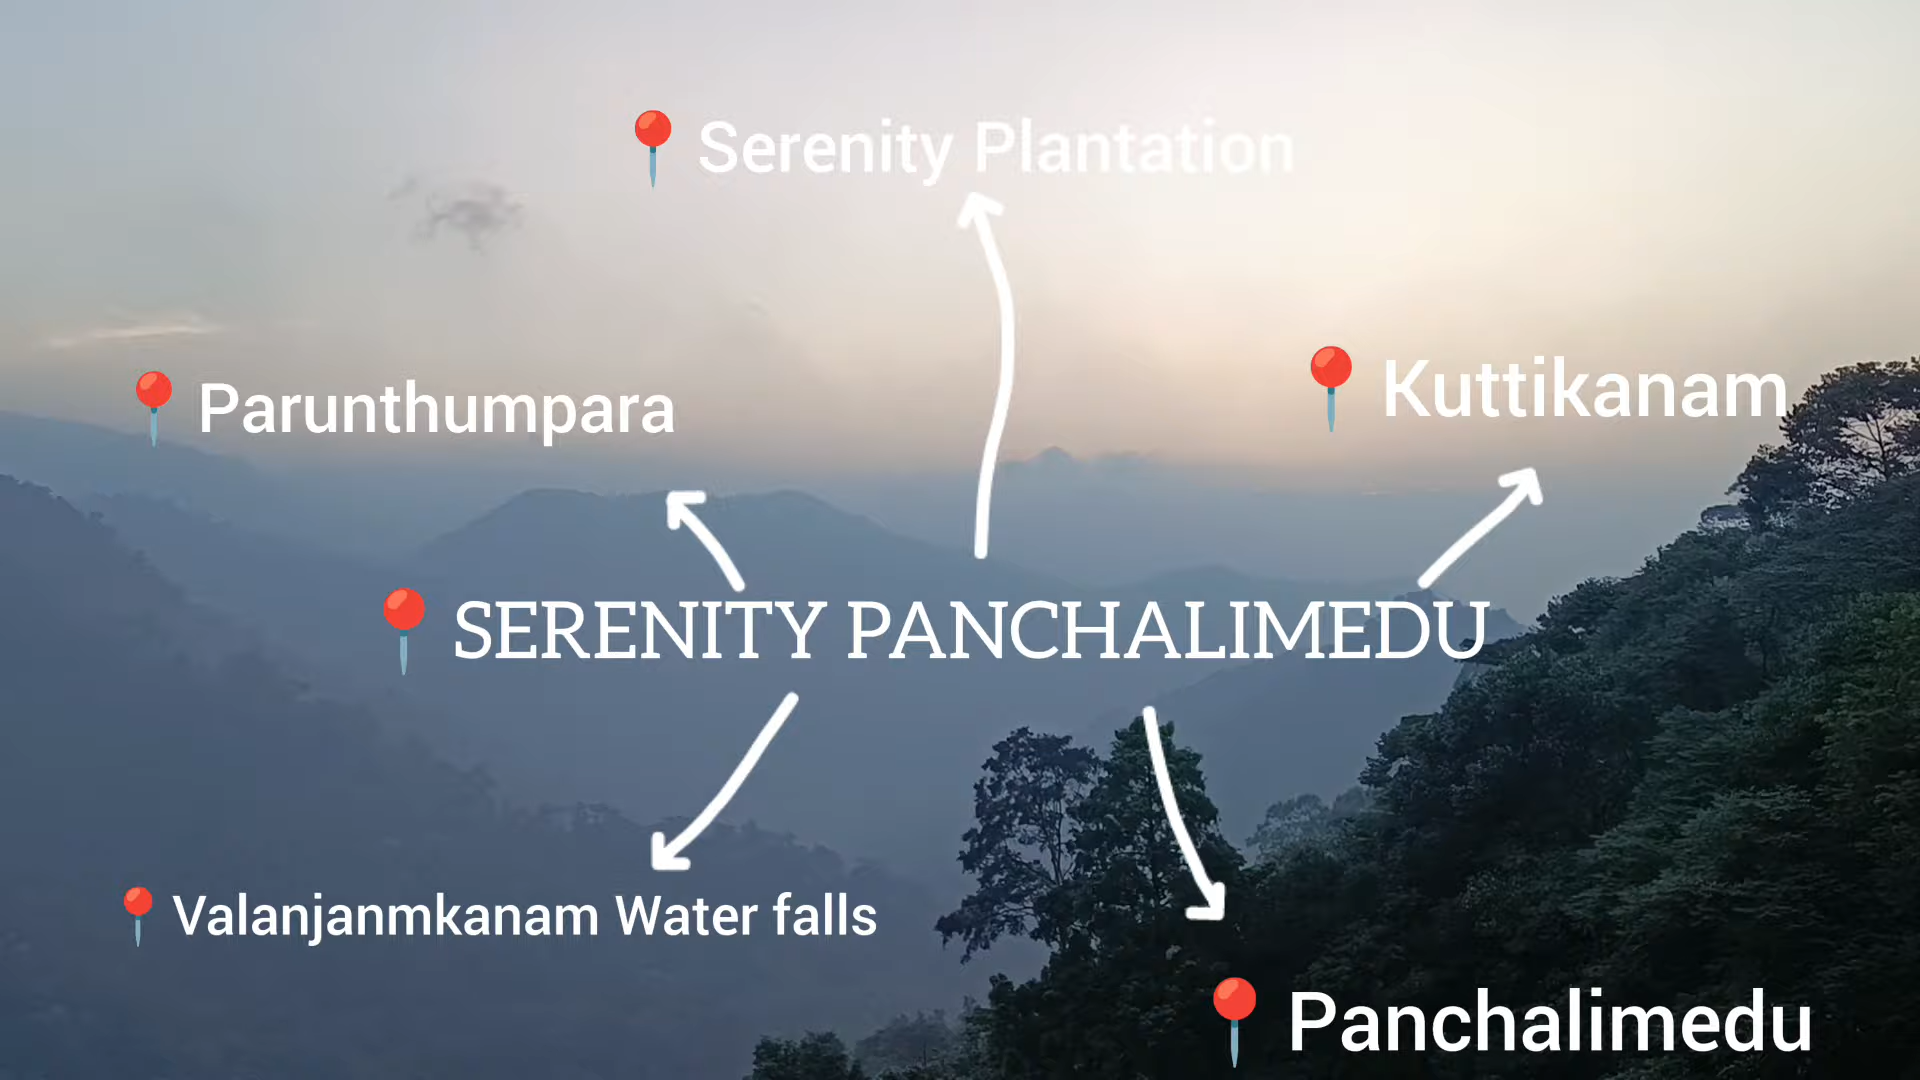 📍 Serenity Plantation
📍 Parunthumpara
📍 Kuttikanam
📍 SERENITY PANCHALIMEDU
📍 Valanjanmkanam Water falls
📍 Panchalimedu